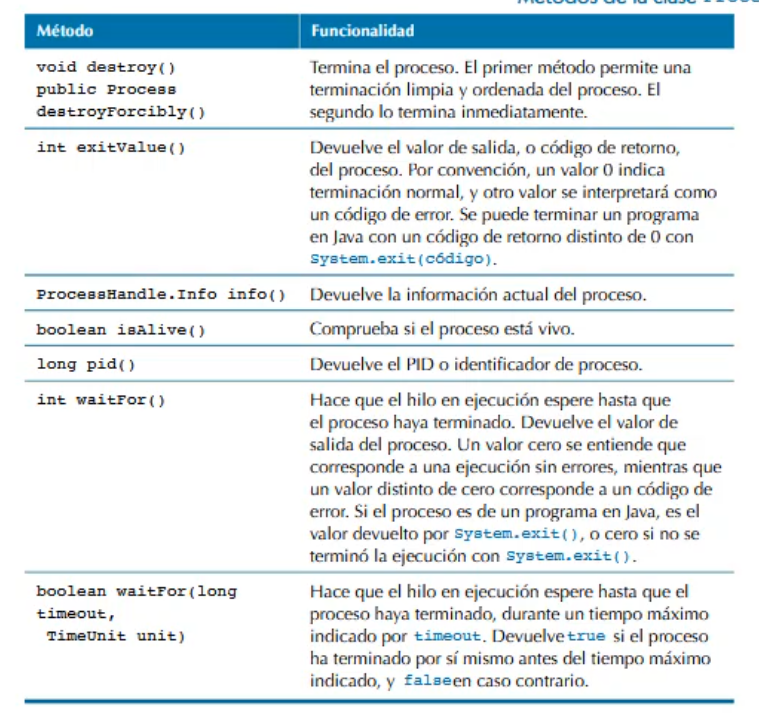 Métodos de la clase
Método Funcionalidad
void destroy() Termina el proceso. El primer método permite una
public Process terminación limpia y ordenada del proceso. El
destroyForcibly() segundo lo termina inmediatamente.
int exitValue() Devuelve el valor de salida, o código de retorno,
del proceso. Por convención, un valor 0 indica
terminación normal, y otro valor se interpretará como
un código de error. Se puede terminar un programa
en Java con un código de retorno distinto de 0 con
System.exit(código).
ProcessHandle.Info info() Devuelve la información actual del proceso.
boolean isAlive() Comprueba si el proceso está vivo.
long pid() Devuelve el PID o identificador de proceso.
int waitFor() Hace que el hilo en ejecución espere hasta que
el proceso haya terminado. Devuelve el valor de
salida del proceso. Un valor cero se entiende que
corresponde a una ejecución sin errores, mientras que
un valor distinto de cero corresponde a un código de
error. Si el proceso es de un programa en Java, es el
valor devuelto por System.exit(), o cero si no se
terminó la ejecución con System.exit().
boolean waitFor(long Hace que el hilo en ejecución espere hasta que el
timeout, proceso haya terminado, durante un tiempo máximo
TimeUnit unit) indicado por timeout. Devuelve true si el proceso
ha terminado por sí mismo antes del tiempo máximo
indicado, y false en caso contrario.